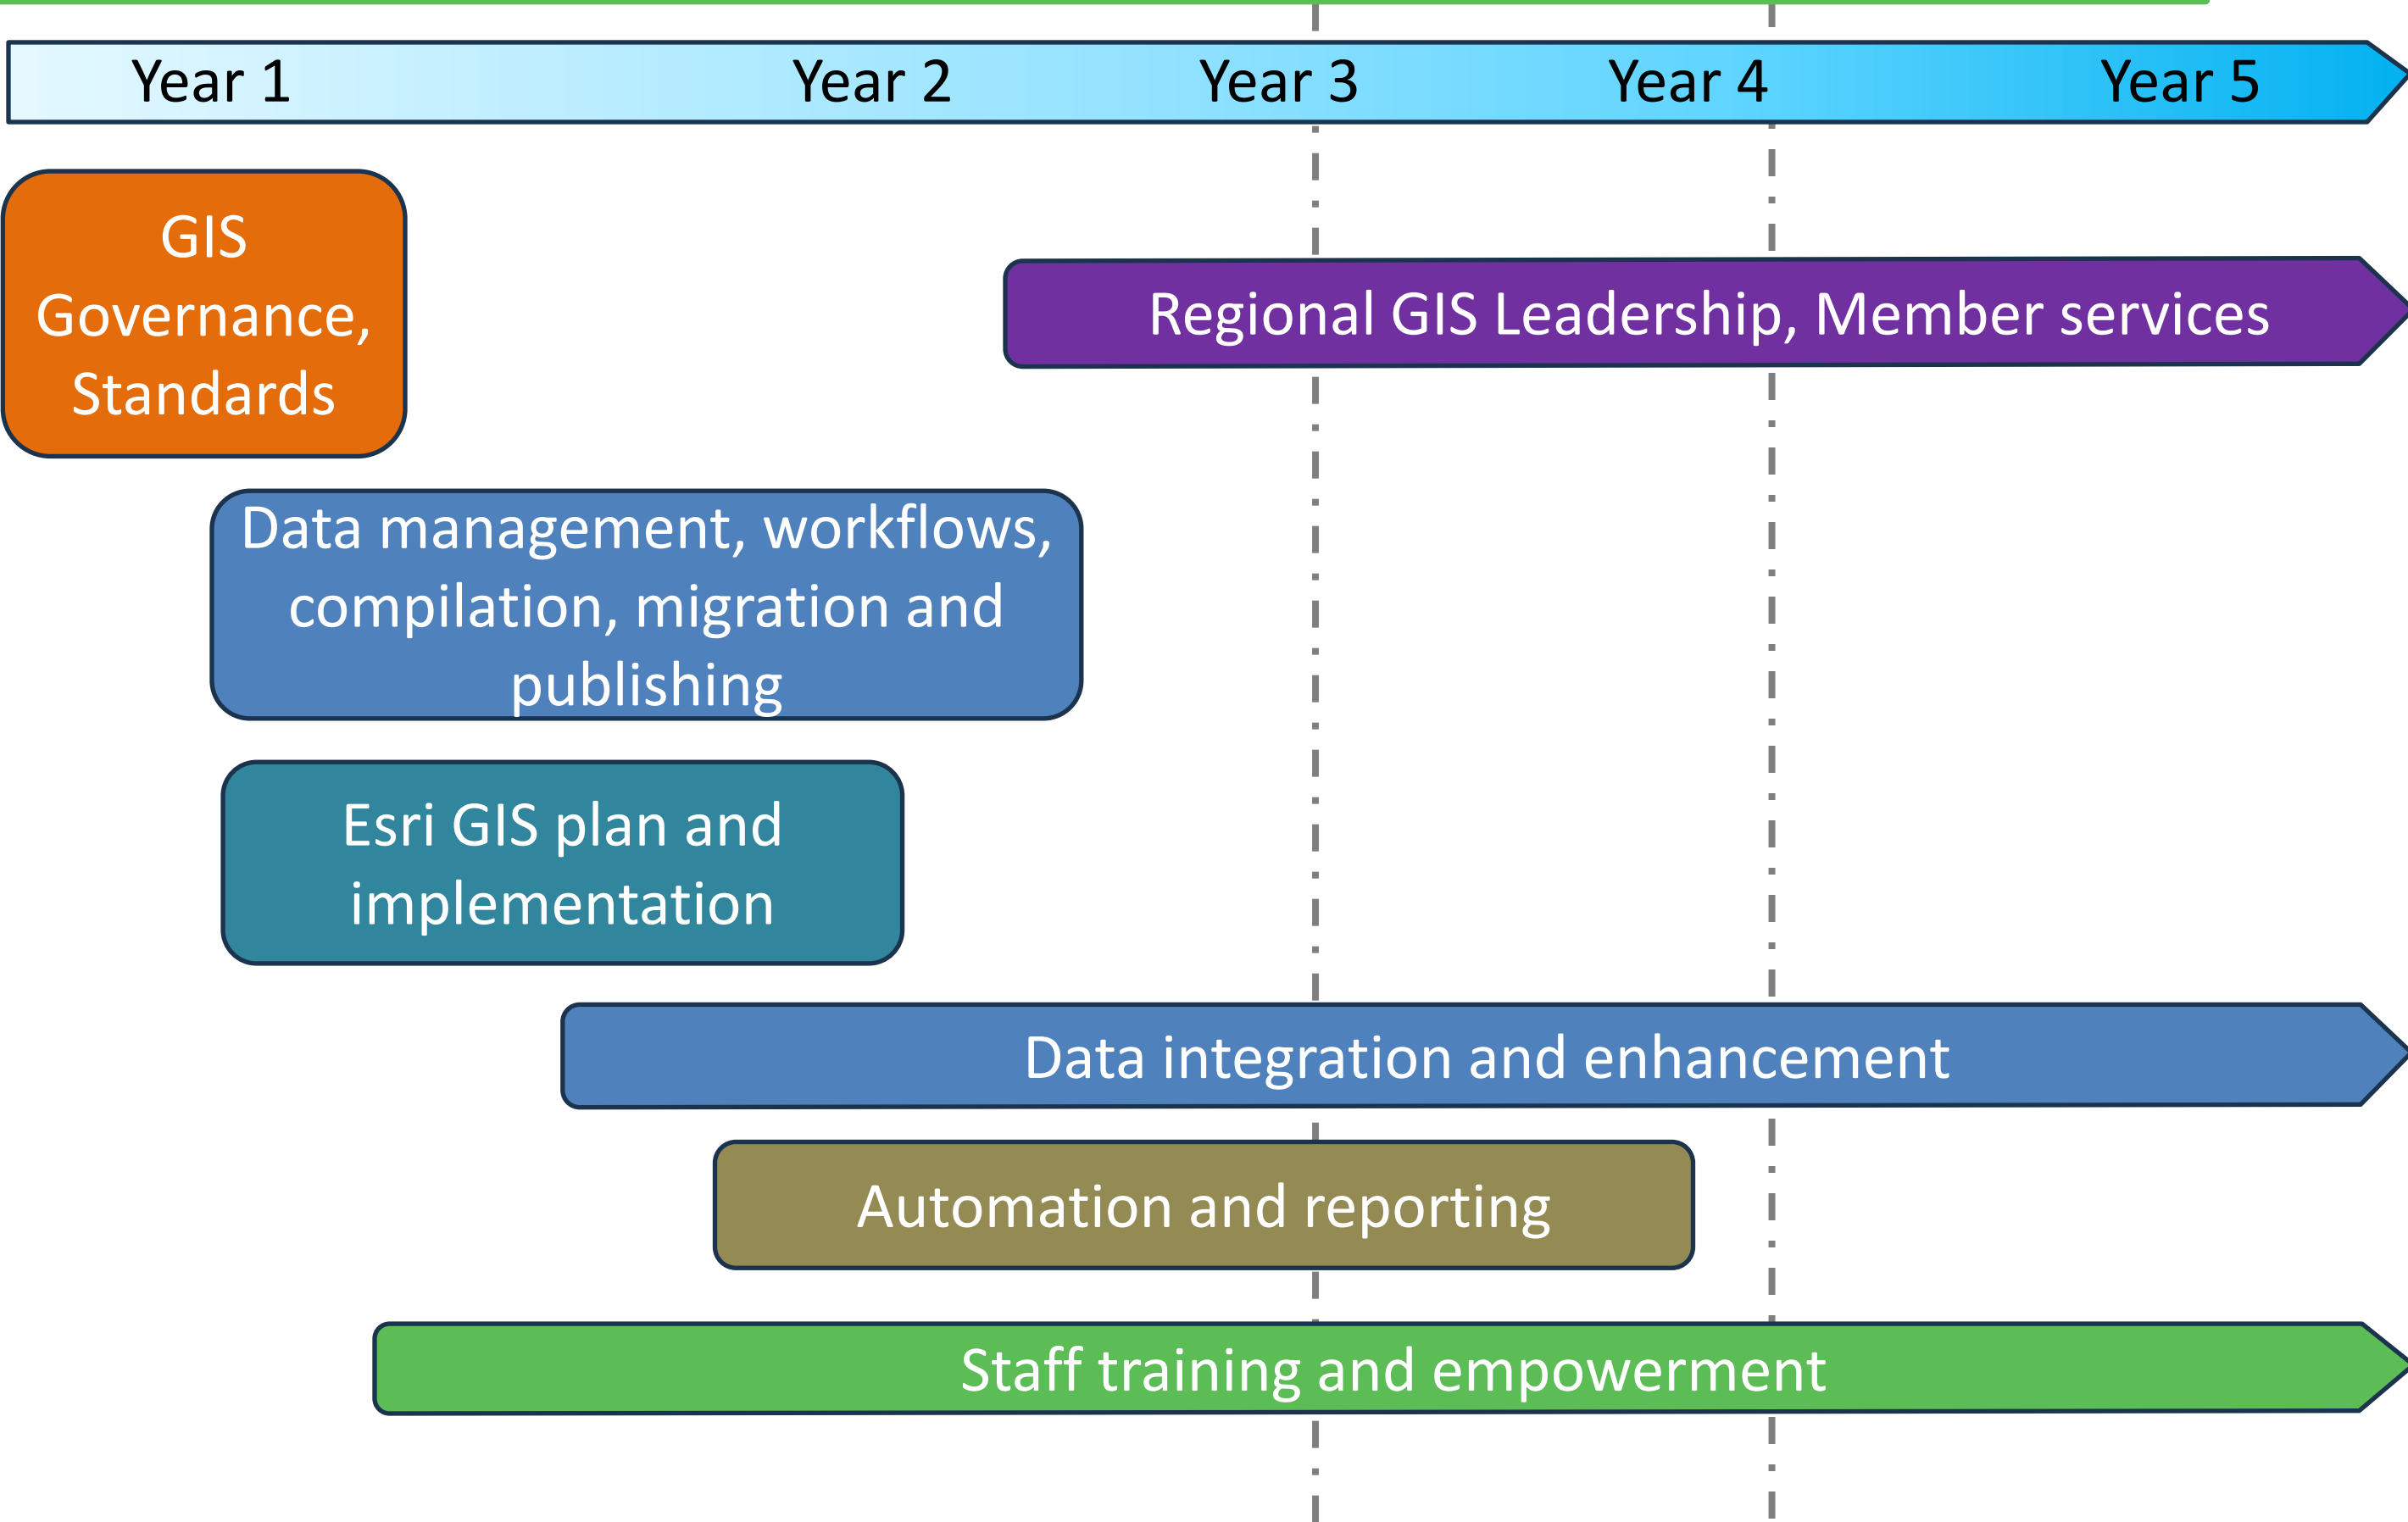 Year 1 Year 2 Year 3 Year 4 Year 5
GIS
Governance,
Standards
Regional GIS Leadership, Member services
Data management, workflows,
compilation, migration and
publishing
Esri GIS plan and
implementation
Data integration and enhancement
Automation and reporting
Staff training and empowerment